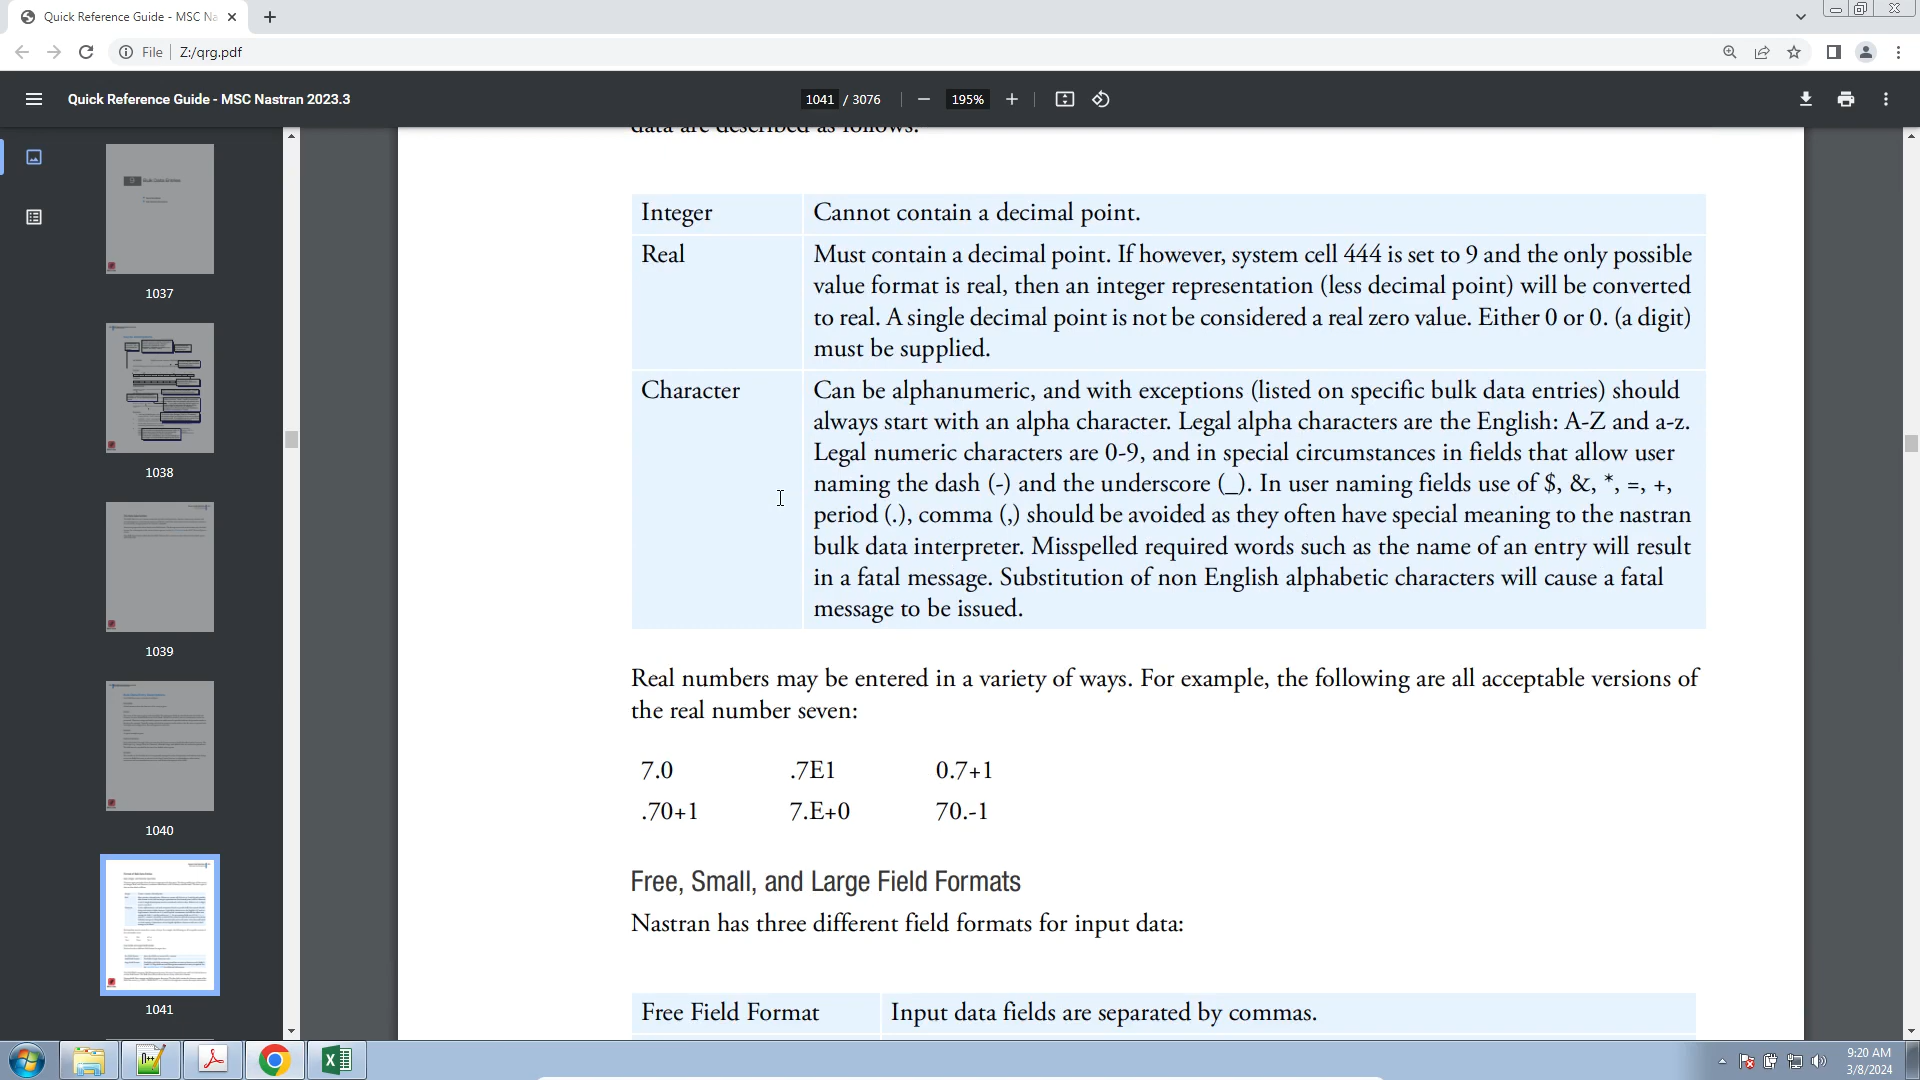 Quick Reference Guide - MSC Na
File
Z:/qrg.pdf
Quick Reference Guide - MSC Nastran 2023.3
1041 / 3076
195%
1037
1038
1039
1040
1041
data are described as follows.
Integer
Cannot contain a decimal point.
Real
Must contain a decimal point. If however, system cell 444 is set to 9 and the only possible
value format is real, then an integer representation (less decimal point) will be converted
to real. A single decimal point is not be considered a real zero value. Either 0 or 0. (a digit)
must be supplied.
Character
Can be alphanumeric, and with exceptions (listed on specific bulk data entries) should
always start with an alpha character. Legal alpha characters are the English: A-Z and a-z.
Legal numeric characters are 0-9, and in special circumstances in fields that allow user
naming the dash (-) and the underscore (_). In user naming fields use of $, &, *, =, +,
period (.), comma (,) should be avoided as they often have special meaning to the nastran
bulk data interpreter. Misspelled required words such as the name of an entry will result
in a fatal message. Substitution of non English alphabetic characters will cause a fatal
message to be issued.
Real numbers may be entered in a variety of ways. For example, the following are all acceptable versions of
the real number seven:
7.0 .7E1 0.7+1
.70+1 7.E+0 70.-1
Free, Small, and Large Field Formats
Nastran has three different field formats for input data:
Free Field Format
Input data fields are separated by commas.
9:20 AM
3/8/2024